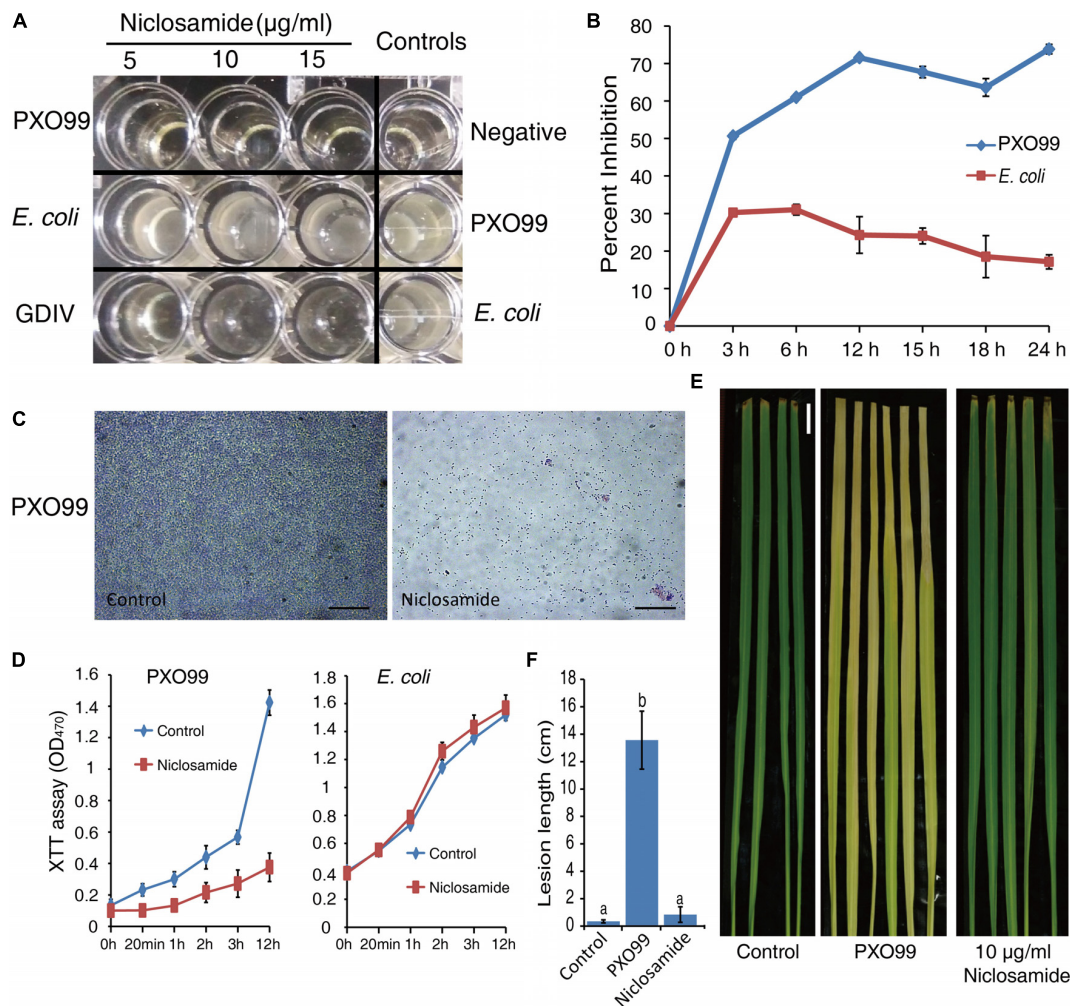 A
Niclosamide (µg/ml)
5 10 15
Controls
PXO99
Negative
E. coli
PXO99
GDIV
E. coli
B
Percent Inhibition
80
70
60
50
40
30
20
10
0
0 h 3 h 6 h 12 h 15 h 18 h 24 h
PXO99
E. coli
C
PXO99
Control
Niclosamide
D
PXO99
XTT assay (OD470)
1.6
1.4
1.2
1
0.8
0.6
0.4
0.2
0
0h 20min 1h 2h 3h 12h
Control
Niclosamide
E. coli
1.8
1.6
1.4
1.2
1
0.8
0.6
0.4
0.2
0
0h 20min 1h 2h 3h 12h
Control
Niclosamide
F
Lesion length (cm)
18
16
14
12
10
8
6
4
2
0
a
b
a
Control
PXO99
Niclosamide
E
Control
PXO99
10 µg/ml
Niclosamide